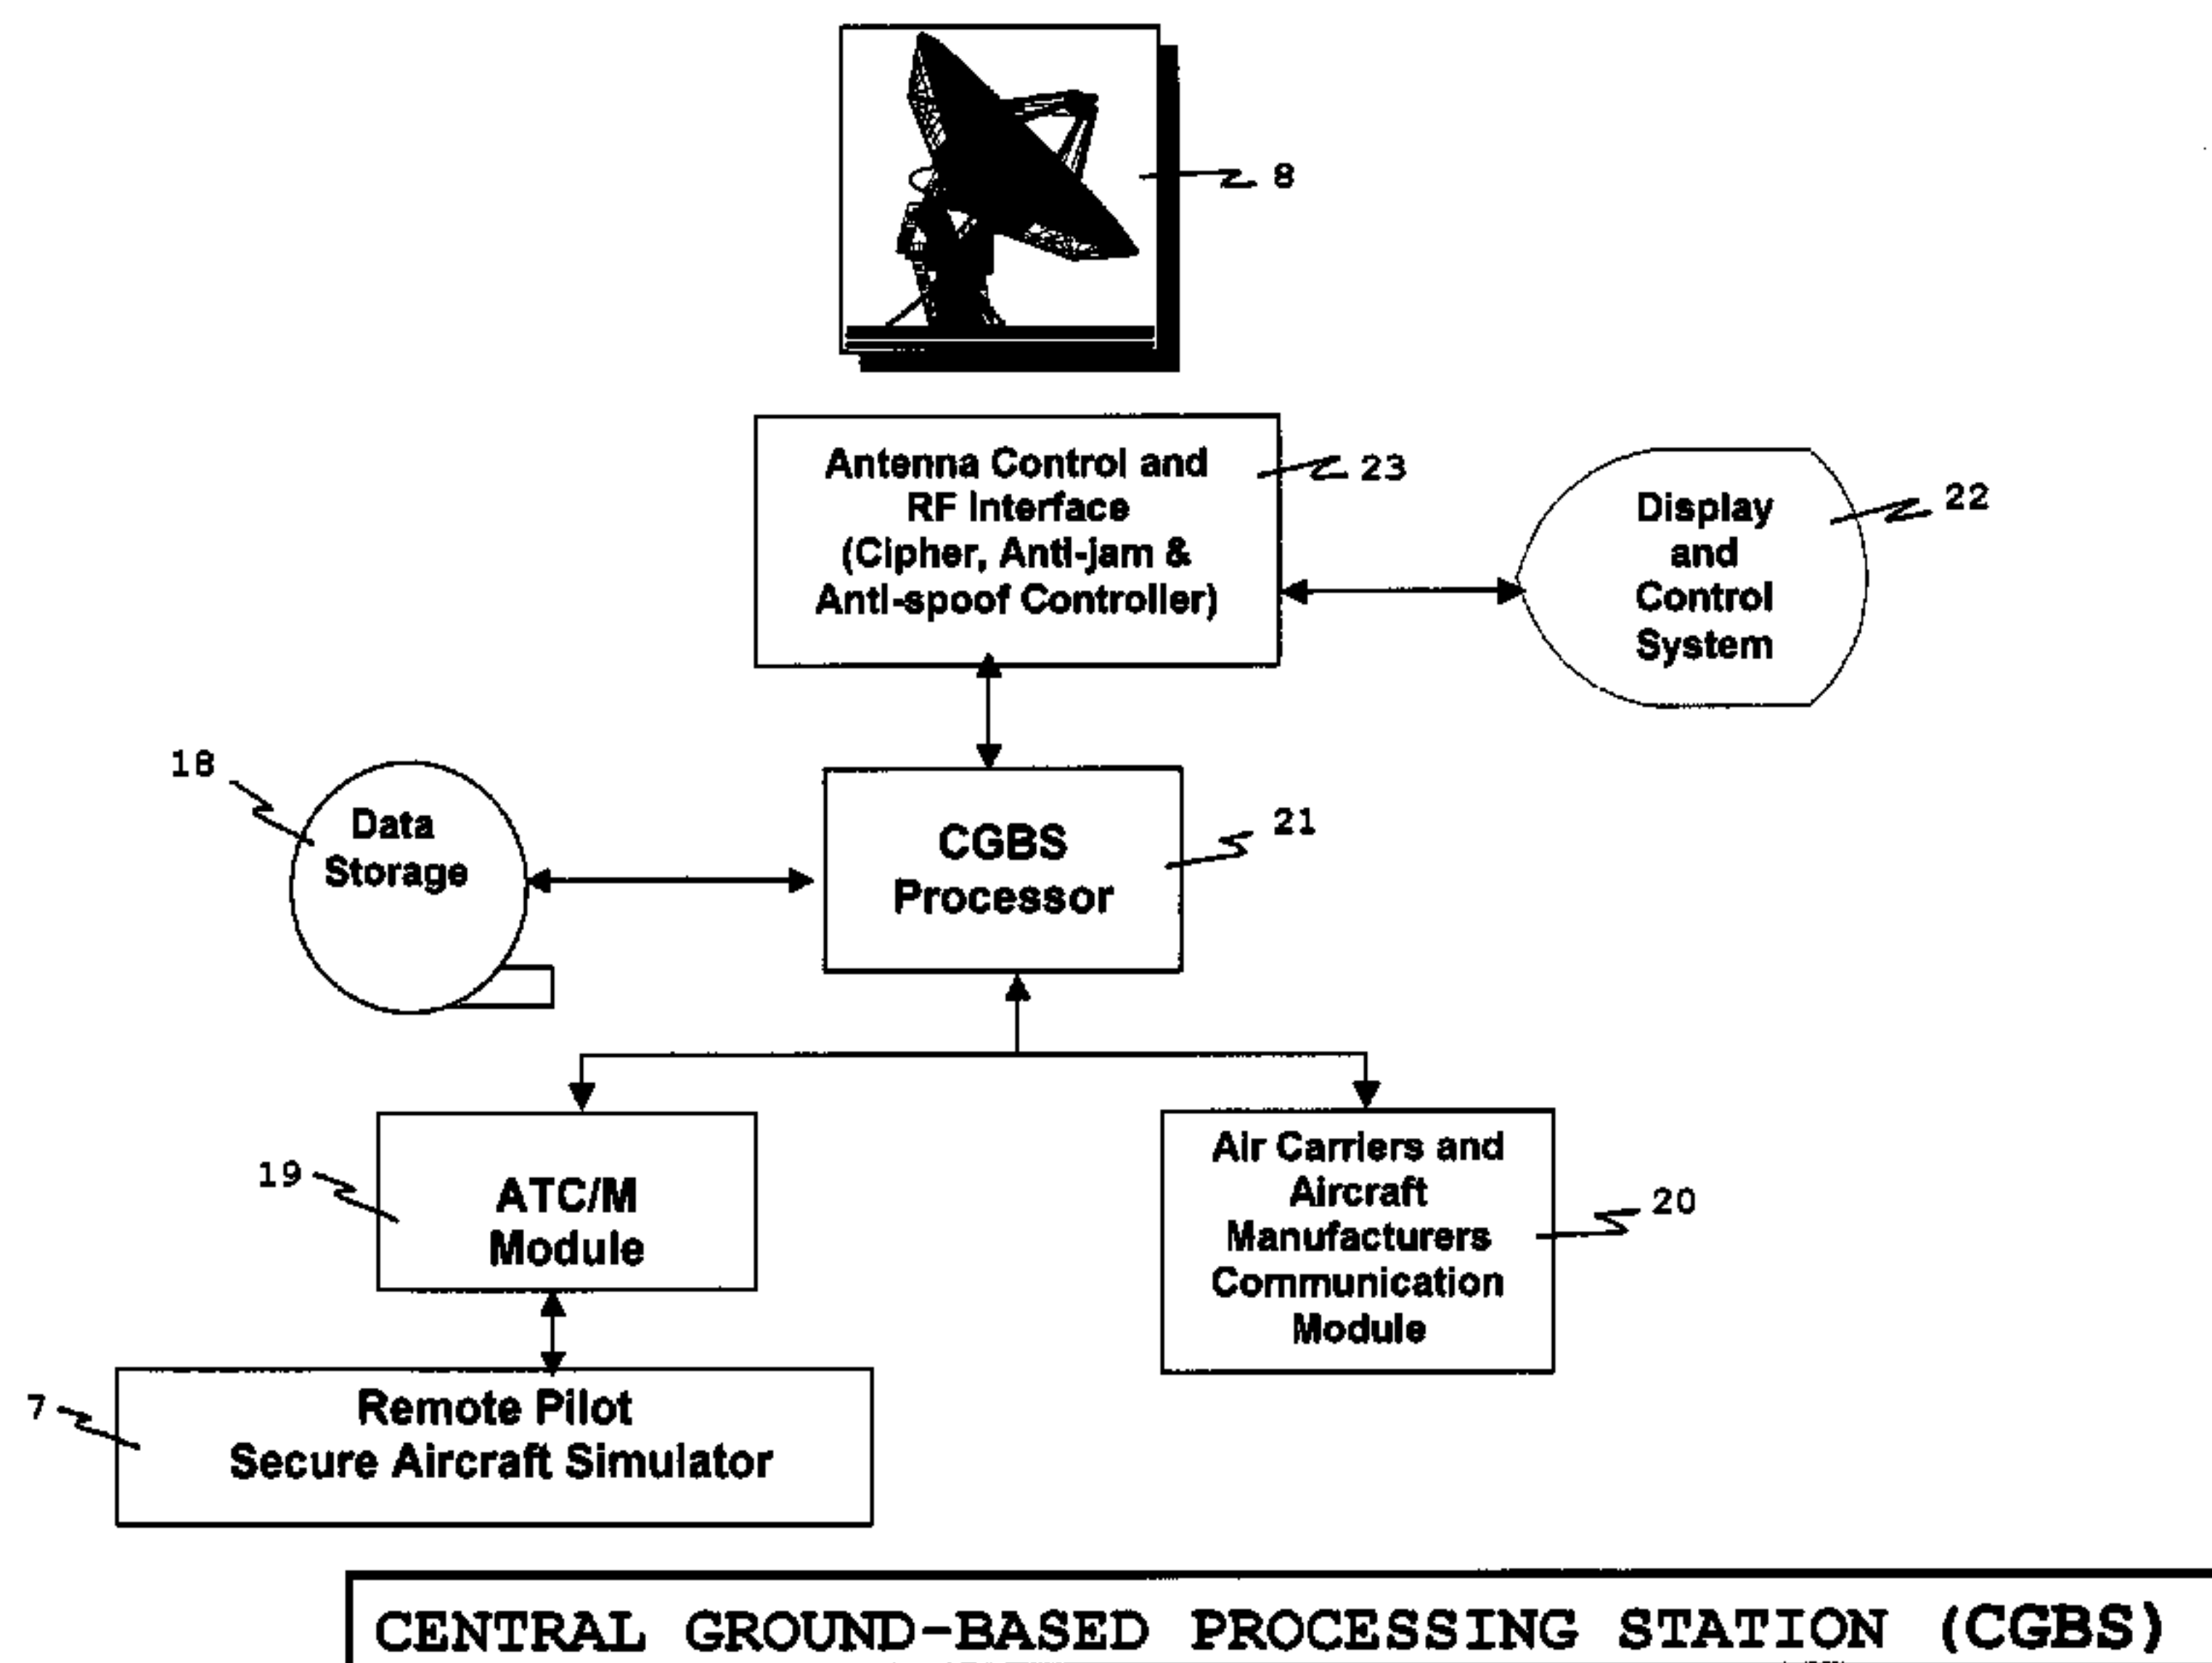 8
Antenna Control and
RF Interface
(Cipher, Anti-jam &
Anti-spoof Controller)
23
Display
and
Control
System
22
18
Data
Storage
CGBS
Processor
21
19
ATC/M
Module
Air Carriers and
Aircraft
Manufacturers
Communication
Module
20
7
Remote Pilot
Secure Aircraft Simulator
CENTRAL GROUND-BASED PROCESSING STATION (CGBS)